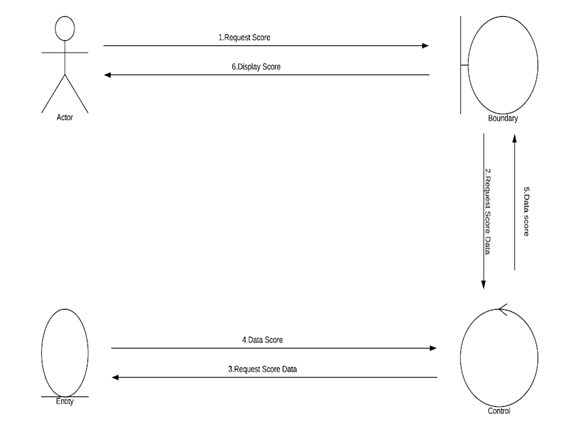 1.Request Score
6.Display Score
Actor
Boundary
2.Request Score Data
5.Data score
4.Data Score
3.Request Score Data
Entity
Control